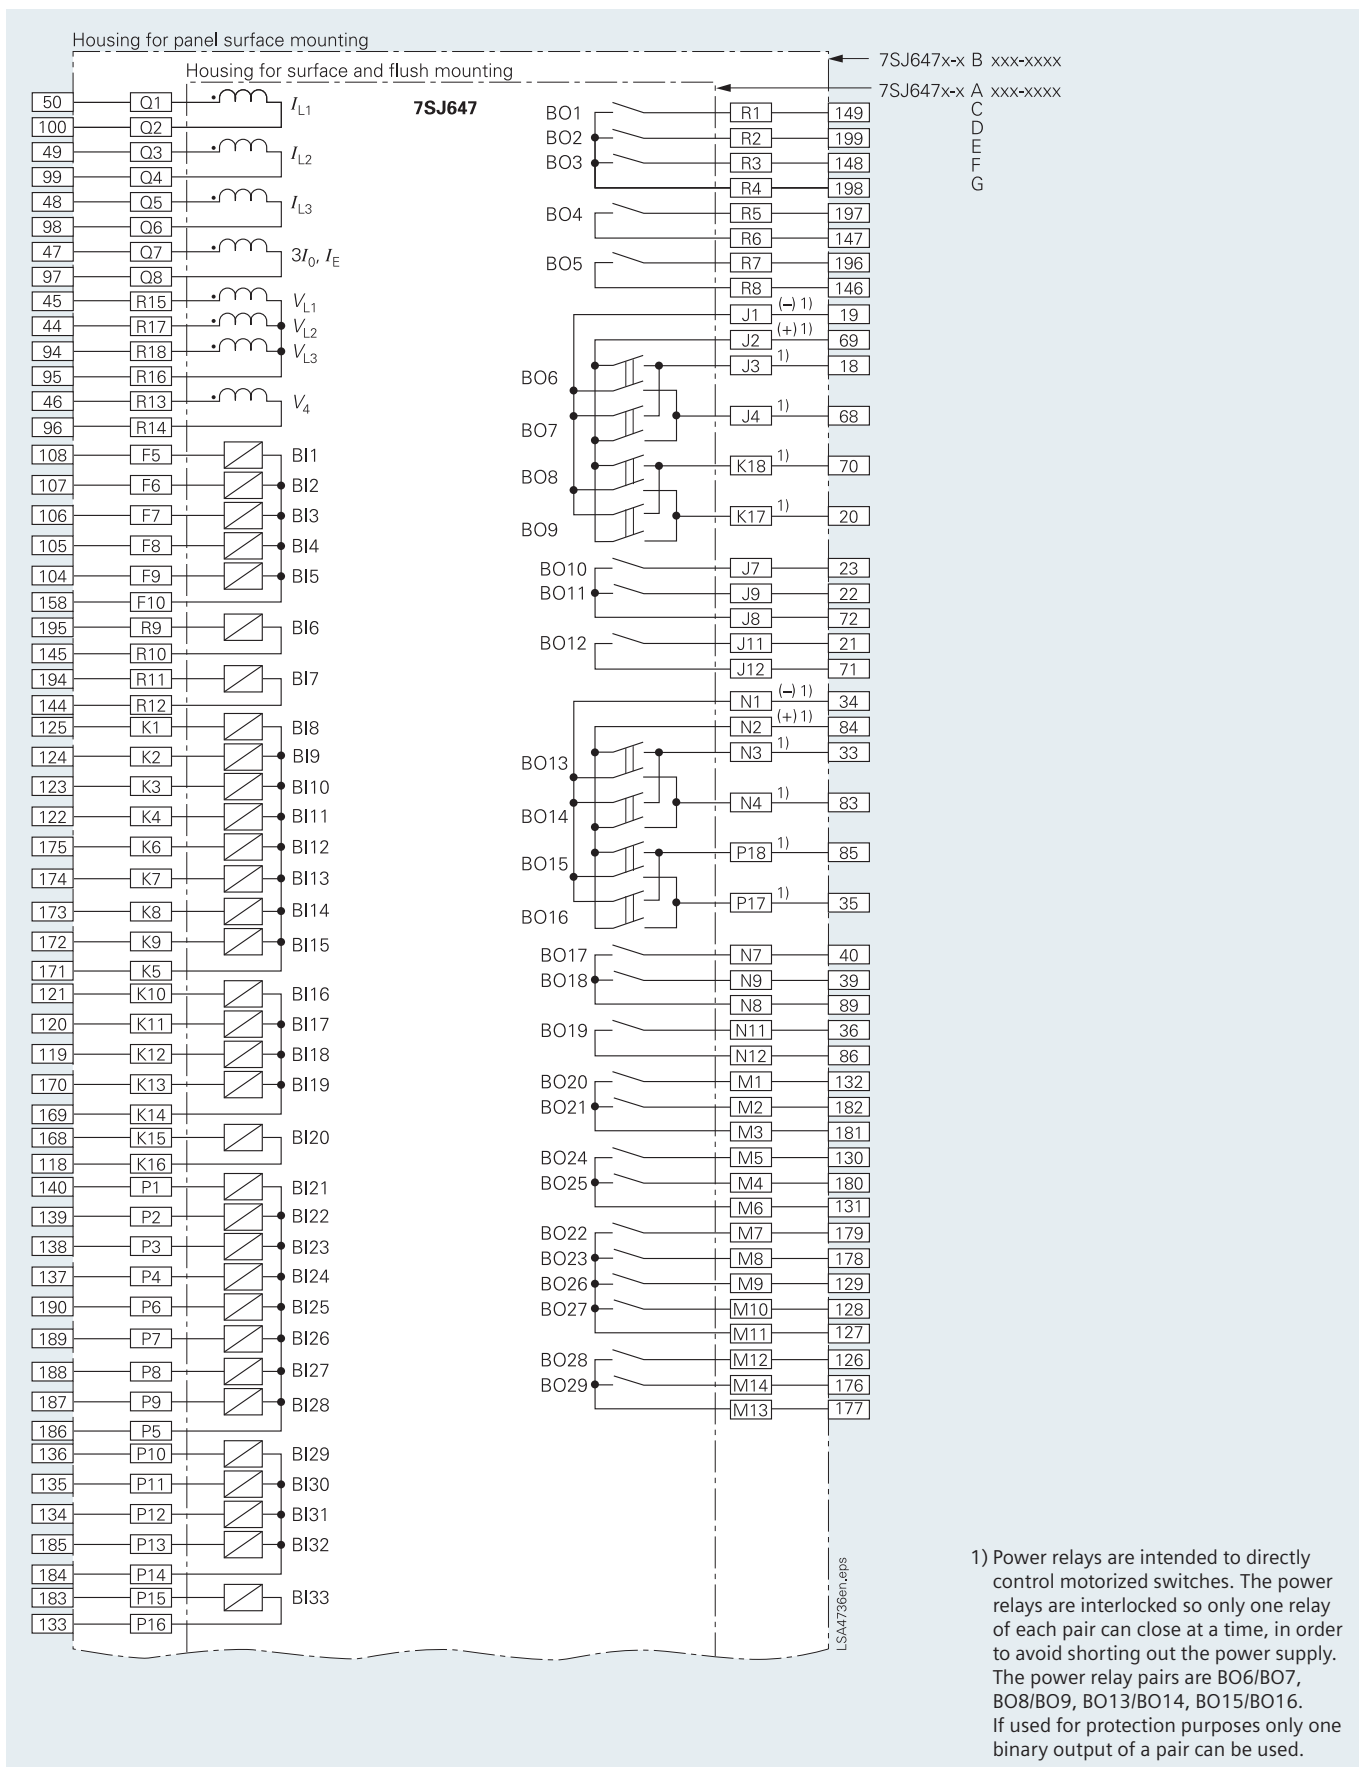 Housing for panel surface mounting
7SJ647x-x B xxx-xxxx
Housing for surface and flush mounting
7SJ647x-x A xxx-xxxx
C
D
E
F
G
7SJ647
50 Q1 IL1
100 Q2
49 Q3 IL2
99 Q4
48 Q5 IL3
98 Q6
47 Q7 3I0, IE
97 Q8
45 R15 VL1
44 R17 VL2
94 R18 VL3
95 R16
46 R13 V4
96 R14
108 F5 BI1
107 F6 BI2
106 F7 BI3
105 F8 BI4
104 F9 BI5
158 F10
195 R9 BI6
145 R10
194 R11 BI7
144 R12
125 K1 BI8
124 K2 BI9
123 K3 BI10
122 K4 BI11
175 K6 BI12
174 K7 BI13
173 K8 BI14
172 K9 BI15
171 K5
121 K10 BI16
120 K11 BI17
119 K12 BI18
170 K13 BI19
169 K14
168 K15 BI20
118 K16
140 P1 BI21
139 P2 BI22
138 P3 BI23
137 P4 BI24
190 P6 BI25
189 P7 BI26
188 P8 BI27
187 P9 BI28
186 P5
136 P10 BI29
135 P11 BI30
134 P12 BI31
185 P13 BI32
184 P14
183 P15 BI33
133 P16
BO1 R1 149
BO2 R2 199
BO3 R3 148
R4 198
BO4 R5 197
R6 147
BO5 R7 196
R8 146
J1 (–) 1) 19
J2 (+) 1) 69
J3 1) 18
BO6
J4 1) 68
BO7
K18 1) 70
BO8
K17 1) 20
BO9
BO10 J7 23
BO11 J9 22
J8 72
BO12 J11 21
J12 71
N1 (–) 1) 34
N2 (+) 1) 84
N3 1) 33
BO13
N4 1) 83
BO14
P18 1) 85
BO15
P17 1) 35
BO16
BO17 N7 40
BO18 N9 39
N8 89
BO19 N11 36
N12 86
BO20 M1 132
BO21 M2 182
M3 181
BO24 M5 130
BO25 M4 180
M6 131
BO22 M7 179
BO23 M8 178
BO26 M9 129
BO27 M10 128
M11 127
BO28 M12 126
BO29 M14 176
M13 177
LSA4736en.eps
1) Power relays are intended to directly
control motorized switches. The power
relays are interlocked so only one relay
of each pair can close at a time, in order
to avoid shorting out the power supply.
The power relay pairs are BO6/BO7,
BO8/BO9, BO13/BO14, BO15/BO16.
If used for protection purposes only one
binary output of a pair can be used.